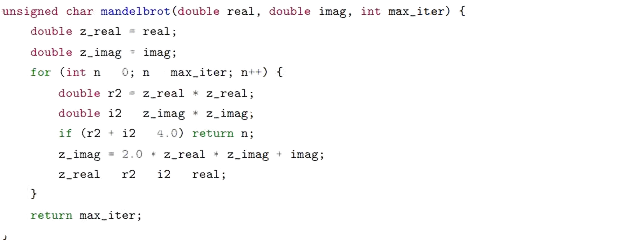 unsigned char mandelbrot(double real, double imag, int max_iter) {
    double z_real = real;
    double z_imag = imag;
    for (int n   0; n   max_iter; n++) {
        double r2 = z_real * z_real;
        double i2   z_imag * z_imag,
        if (r2 + i2   4.0) return n;
        z_imag = 2.0 * z_real * z_imag + imag;
        z_real   r2   i2   real;
    }
    return max_iter;